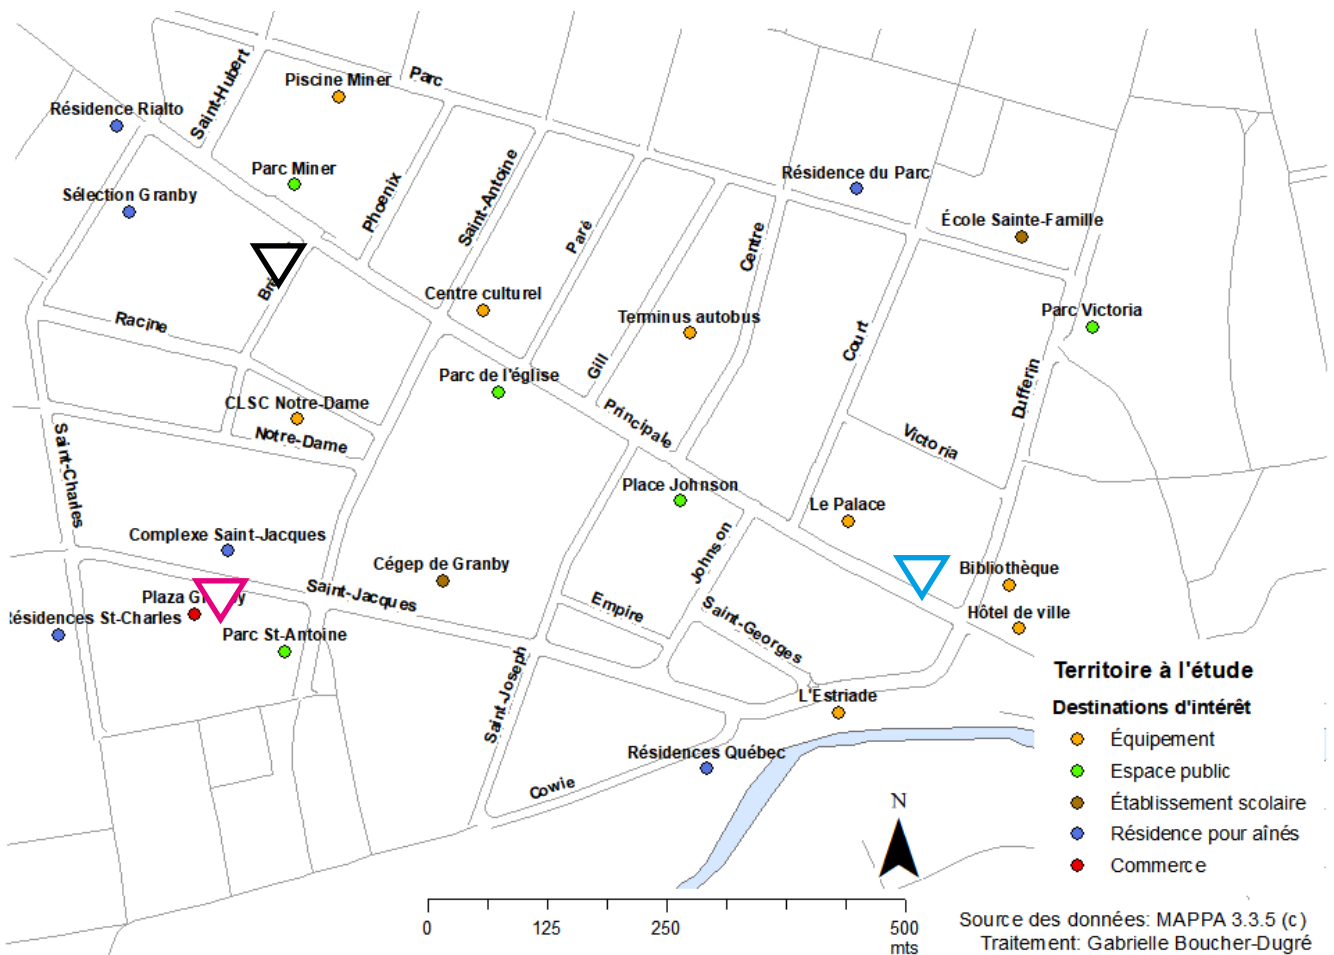 Parc
Saint-Hubert
Piscine Miner
Résidence Rialto
Parc Miner
Phoenix
Saint-Antoine
Résidence du Parc
Sélection Granby
École Sainte-Famille
Paré
Centre
Centre culturel
Terminus autobus
Parc Victoria
Racine
Court
Gill
Parc de l'église
Dufferin
CLSC Notre-Dame
Principale
Notre-Dame
Victoria
Saint-Charles
Place Johnson
Le Palace
Complexe Saint-Jacques
Johnson
Cégep de Granby
Bibliothèque
Plaza
Saint-Jacques
Empire
Saint-Georges
Hôtel de ville
Résidences St-Charles
Parc St-Antoine
Saint-Joseph
L'Estriade
Résidences Québec
Cowie
Territoire à l'étude
Destinations d'intérêt
Équipement
Espace public
Établissement scolaire
Résidence pour aînés
Commerce
N
0 125 250 500
mts
Source des données: MAPPA 3.3.5 (c)
Traitement: Gabrielle Boucher-Dugré